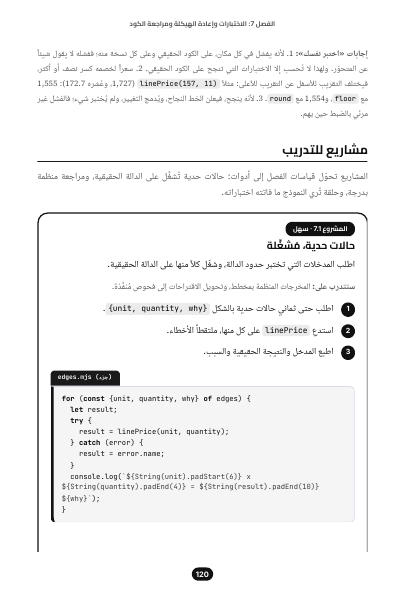 الفصل 7: الاختبارات وإعادة الهيكلة ومراجعة الكود
إجابات «اختبر نفسك»: 1. لأنه يفشل في كل مكان، على الكود الحقيقي وعلى كل نسخة منه؛ ففشله لا يقول شيئاً
عن المتحوّر، ولهذا لا تُحسب إلا الاختبارات التي تنجح على الكود الحقيقي. 2. سعراً لخصمه كسر نصف أو أكثر،
فيختلف التقريب للأسفل عن التقريب للأعلى: مثلاً linePrice(157, 11) (1,727، وعُشره 172.7): 1,555
مع floor، و1,554 مع round. 3. لأنه ينجح، فيعلن الخط النجاح، ويُدمج التغيير، ولم يُختبر شيء؛ فالفشل غير
مرئي بالضبط حين يهم.
مشاريع للتدريب
المشاريع تحوّل قياسات الفصل إلى أدوات: حالات حدية تُشغَّل على الدالة الحقيقية، ومراجعة منظمة
بدرجة، وحلقة تُري النموذج ما فاتته اختباراته.
المشروع 7.1 · سهل
حالات حدية، مُشغَّلة
اطلب المدخلات التي تختبر حدود الدالة، وشغّل كلاً منها على الدالة الحقيقية.
ستتدرب على: المخرجات المنظمة بمخطط، وتحويل الاقتراحات إلى فحوص مُنفَّذة.
1 اطلب حتى ثماني حالات حدية بالشكل {unit, quantity, why}.
2 استدعِ linePrice على كل منها، ملتقطاً الأخطاء.
3 اطبع المدخل والنتيجة الحقيقية والسبب.
edges.mjs (جزء)
for (const {unit, quantity, why} of edges) {
  let result;
  try {
    result = linePrice(unit, quantity);
  } catch (error) {
    result = error.name;
  }
  console.log(`${String(unit).padStart(6)} x
${String(quantity).padEnd(4)} = ${String(result).padEnd(10)}
${why}`);
}
120